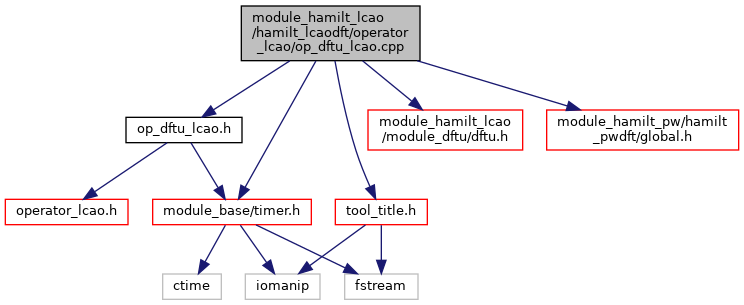 module_hamilt_lcao
/hamilt_lcaodft/operator
_lcao/op_dftu_lcao.cpp
op_dftu_lcao.h
module_hamilt_lcao
/module_dftu/dftu.h
module_hamilt_pw/hamilt
_pwdft/global.h
operator_lcao.h
module_base/timer.h
tool_title.h
ctime
iomanip
fstream